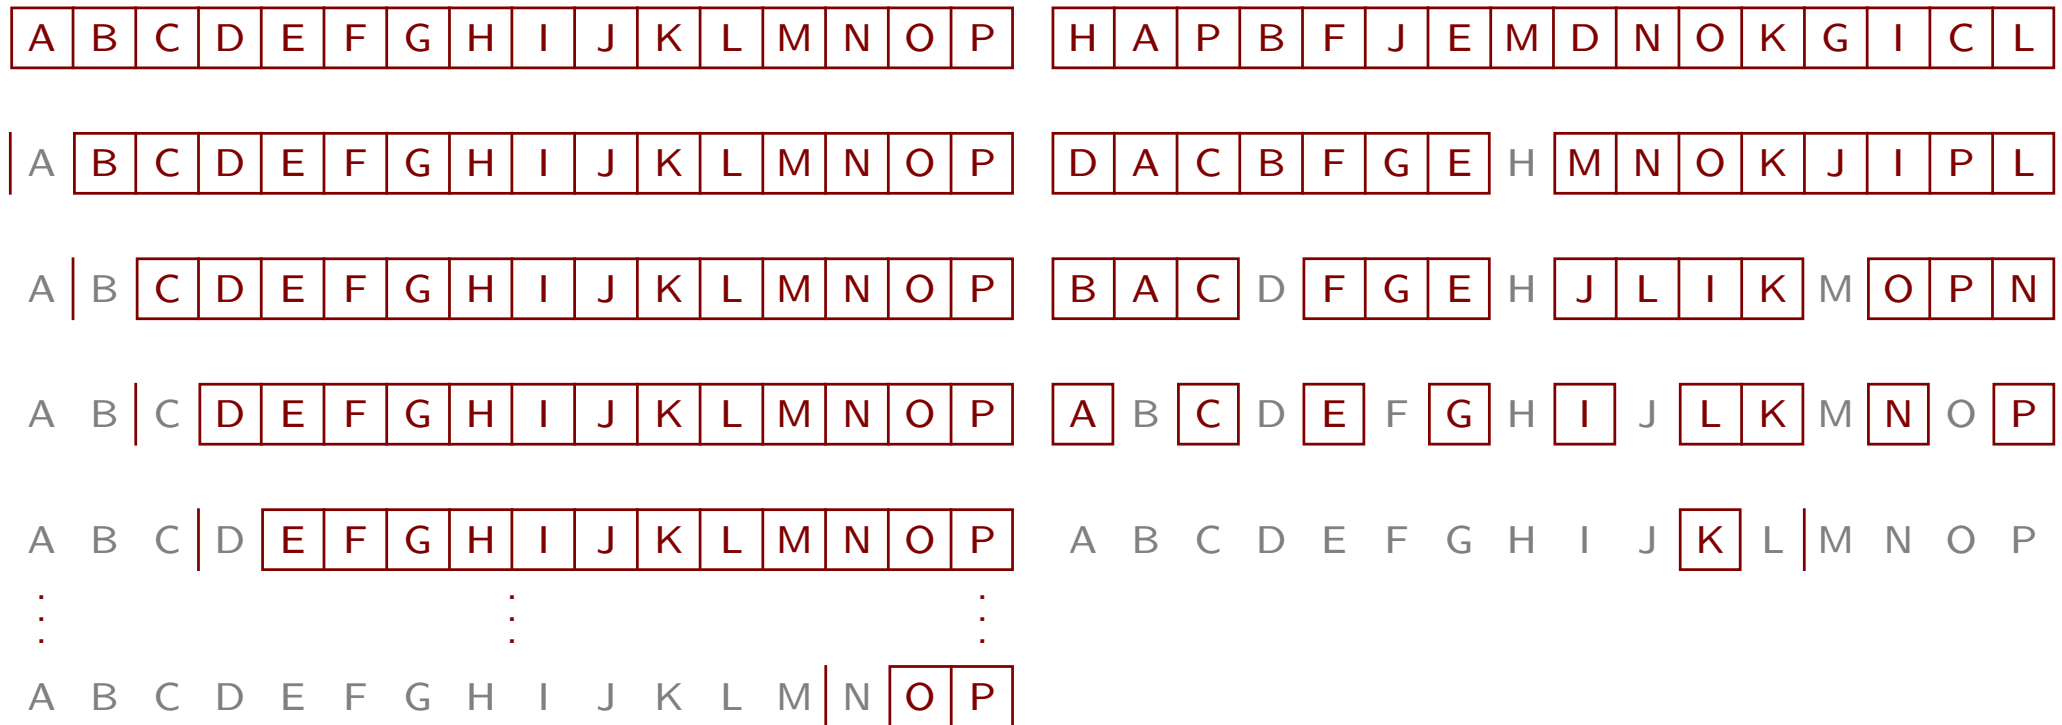 A B C D E F G H I J K L M N O P H A P B F J E M D N O K G I C L
A B C D E F G H I J K L M N O P D A C B F G E H M N O K J I P L
A B C D E F G H I J K L M N O P B A C D F G E H J L I K M O P N
A B C D E F G H I J K L M N O P A B C D E F G H I J L K M N O P
A B C D E F G H I J K L M N O P A B C D E F G H I J K L M N O P
A B C D E F G H I J K L M N O P